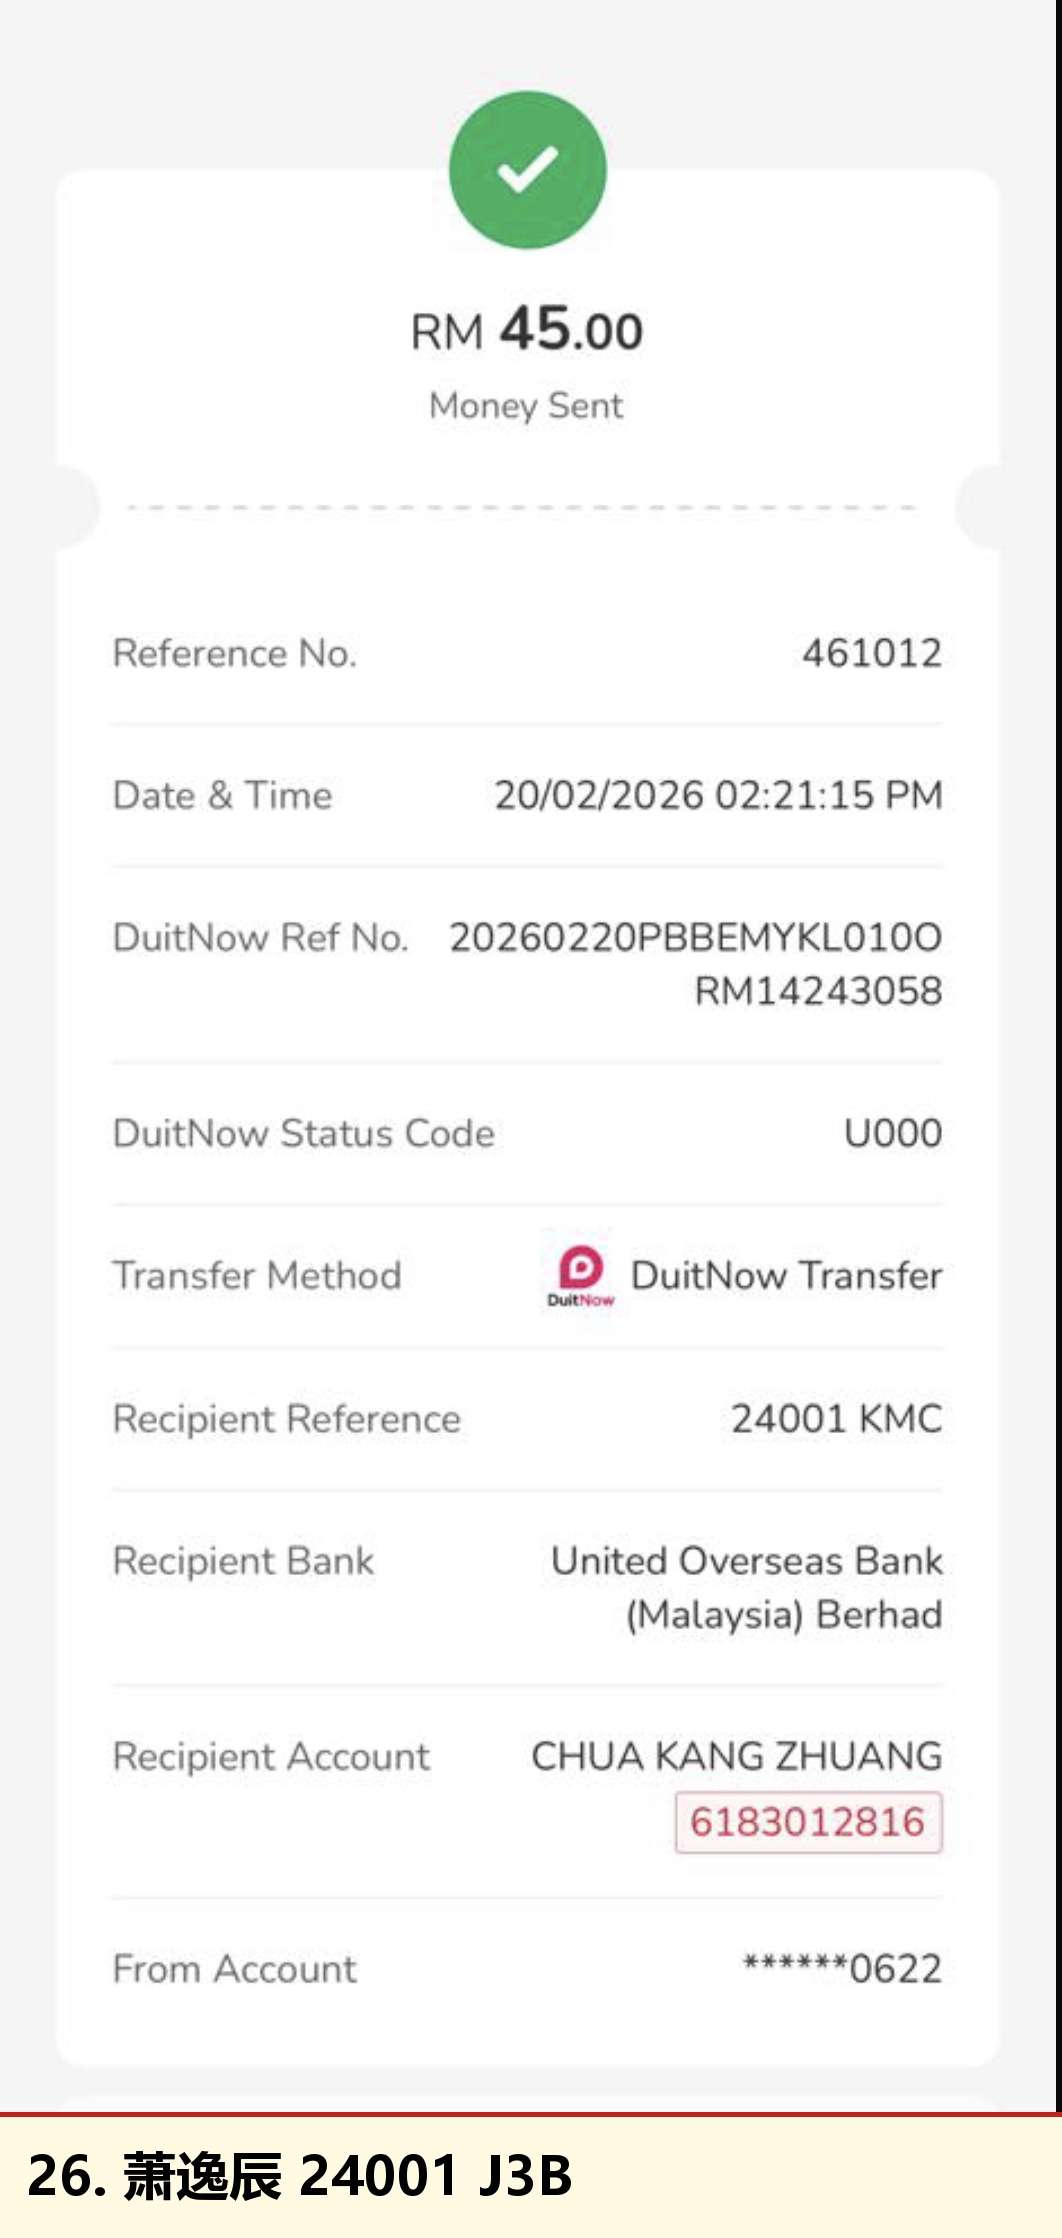 RM 45.00
Money Sent
Reference No. 461012
Date & Time 20/02/2026 02:21:15 PM
DuitNow Ref No. 20260220PBBEMYKL010O
RM14243058
DuitNow Status Code U000
Transfer Method DuitNow DuitNow Transfer
Recipient Reference 24001 KMC
Recipient Bank United Overseas Bank
(Malaysia) Berhad
Recipient Account CHUA KANG ZHUANG
6183012816
From Account ******0622
26. 萧逸辰 24001 J3B